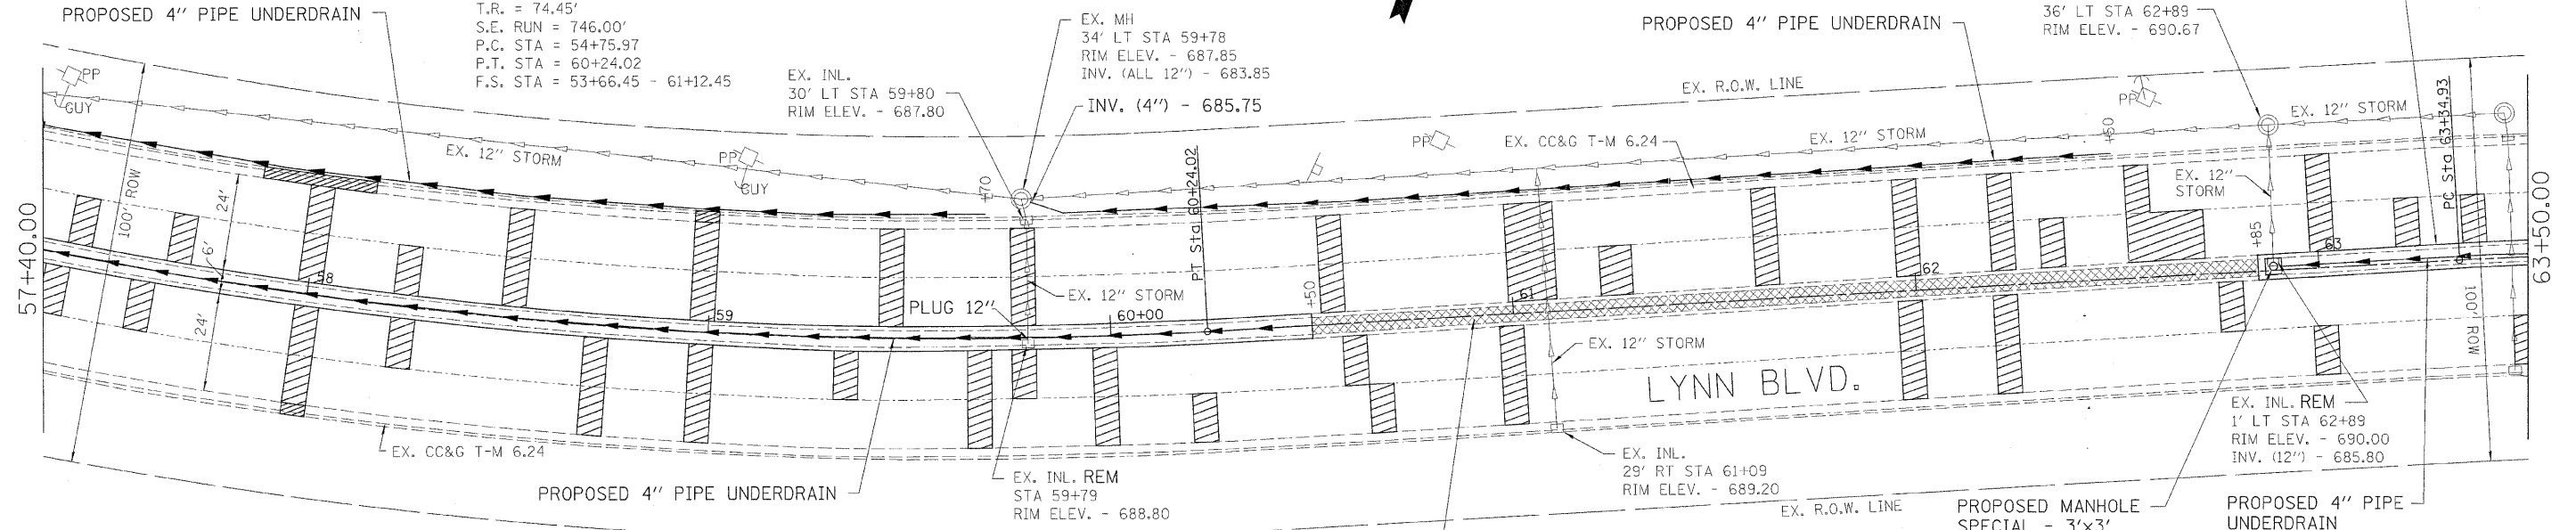 PROPOSED 4" PIPE UNDERDRAIN
T.R. = 74.45'
S.E. RUN = 746.00'
P.C. STA = 54+75.97
P.T. STA = 60+24.02
F.S. STA = 53+66.45 - 61+12.45
EX. INL.
30' LT STA 59+80
RIM ELEV. - 687.80
EX. MH
34' LT STA 59+78
RIM ELEV. - 687.85
INV. (ALL 12") - 683.85
INV. (4") - 685.75
PROPOSED 4" PIPE UNDERDRAIN
36' LT STA 62+89
RIM ELEV. - 690.67
EX. R.O.W. LINE
PP
GUY
EX. 12" STORM
PP
GUY
+70
PP
EX. CC&G T-M 6.24
EX. 12" STORM
PP
+50
EX. 12" STORM
EX. 12"
STORM
PC Sta 63+34.93
PT Sta 60+24.02
57+40.00
100' ROW
24'
6'
24'
58
59
PLUG 12"
EX. 12" STORM
60+00
+50
61
62
+85
63
63+50.00
100' ROW
EX. 12" STORM
LYNN BLVD.
EX. CC&G T-M 6.24
PROPOSED 4" PIPE UNDERDRAIN
EX. INL. REM
STA 59+79
RIM ELEV. - 688.80
EX. INL.
29' RT STA 61+09
RIM ELEV. - 689.20
EX. INL. REM
1' LT STA 62+89
RIM ELEV. - 690.00
INV. (12") - 685.80
EX. R.O.W. LINE
PROPOSED MANHOLE
SPECIAL - 3'x3'
PROPOSED 4" PIPE
UNDERDRAIN